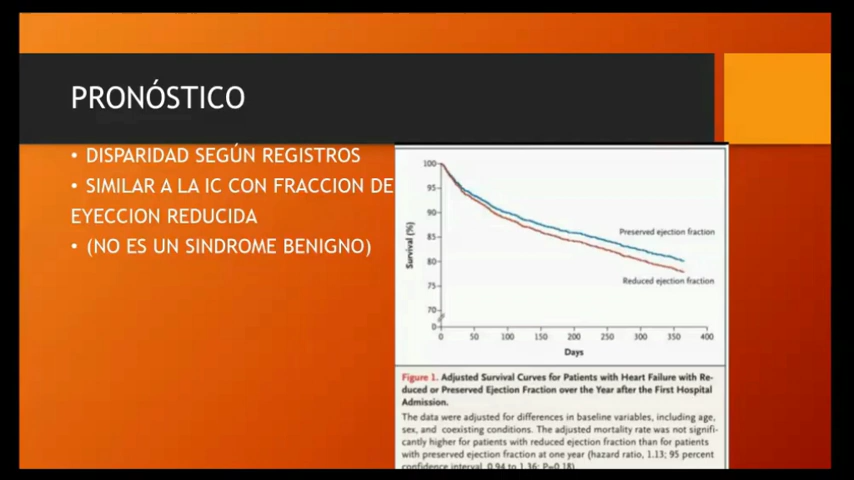 PRONÓSTICO
• DISPARIDAD SEGÚN REGISTROS
• SIMILAR A LA IC CON FRACCION DE
EYECCION REDUCIDA
• (NO ES UN SINDROME BENIGNO)
100
95
90
85
80
75
70
0
Survival (%)
Preserved ejection fraction
Reduced ejection fraction
0 50 100 150 200 250 300 350 400
Days
Figure 1. Adjusted Survival Curves for Patients with Heart Failure with Re-
duced or Preserved Ejection Fraction over the Year after the First Hospital
Admission.
The data were adjusted for differences in baseline variables, including age,
sex, and coexisting conditions. The adjusted mortality rate was not signifi-
cantly higher for patients with reduced ejection fraction than for patients
with preserved ejection fraction at one year (hazard ratio, 1.13; 95 percent
confidence interval, 0.94 to 1.36; P=0.18).